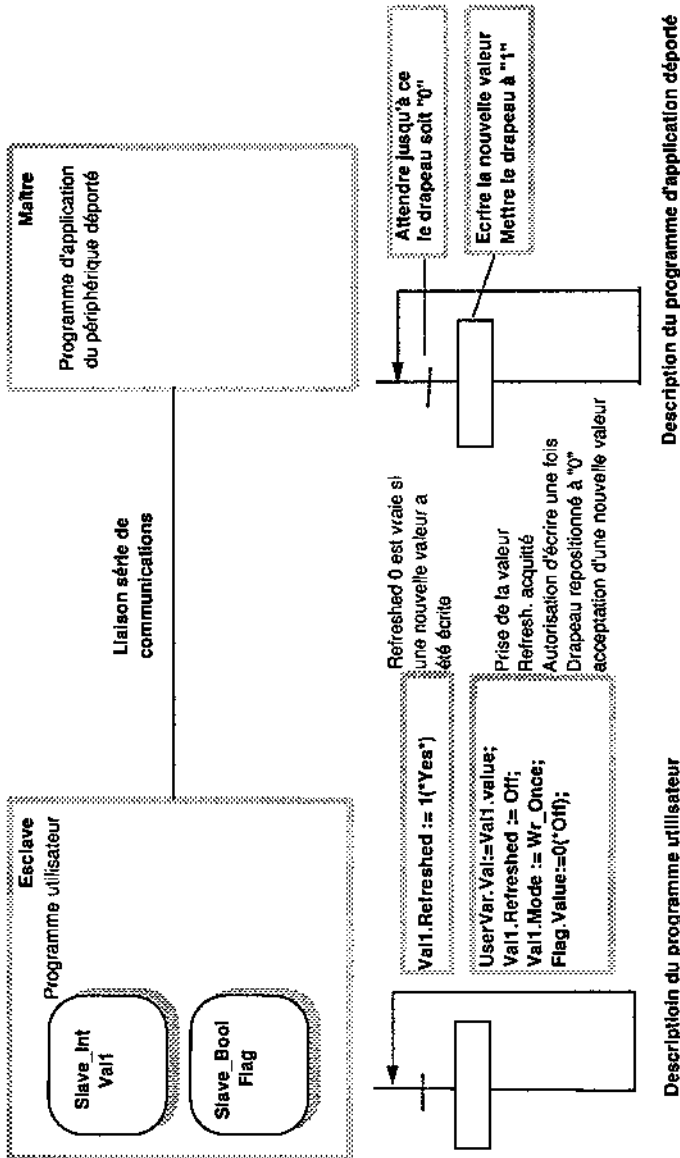 Esclave
Programme utilisateur
Slave_Int
Val1
Slave_Bool
Flag
Liaison série de
communications
Maître
Programme d'application
du périphérique déporté
Val1.Refreshed := 1(*Yes*)
Refreshed 0 est vraie si
une nouvelle valeur a
été écrite
UserVar.Val:=Val1.value;
Val1.Refreshed := Off;
Val1.Mode := Wr_Once;
Flag.Value:=0(*Off);
Prise de la valeur
Refresh. acquitté
Autorisation d'écrire une fois
Drapeau repositionné à "0"
acceptation d'une nouvelle valeur
Attendre jusqu'à ce
le drapeau soit "0"
Ecrire la nouvelle valeur
Mettre le drapeau à "1"
Descriptioin du programme utilisateur
Description du programme d'application déporté